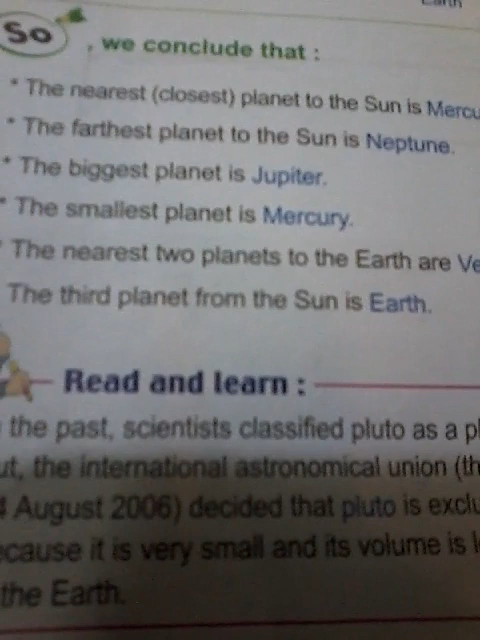 Earth
So
, we conclude that :
* The nearest (closest) planet to the Sun is
* The farthest planet to the Sun is Neptune.
* The biggest planet is Jupiter.
* The smallest planet is Mercury.
The nearest two planets to the Earth are
The third planet from the Sun is Earth.
Read and learn :
the past, scientists classified pluto as a
the international astronomical union
August 2006) decided that pluto is
it is very small and its volume is
the Earth.